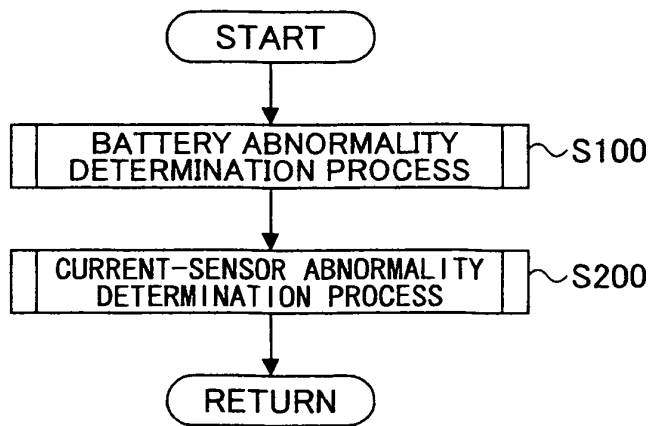 START
BATTERY ABNORMALITY
DETERMINATION PROCESS
S100
CURRENT-SENSOR ABNORMALITY
DETERMINATION PROCESS
S200
RETURN